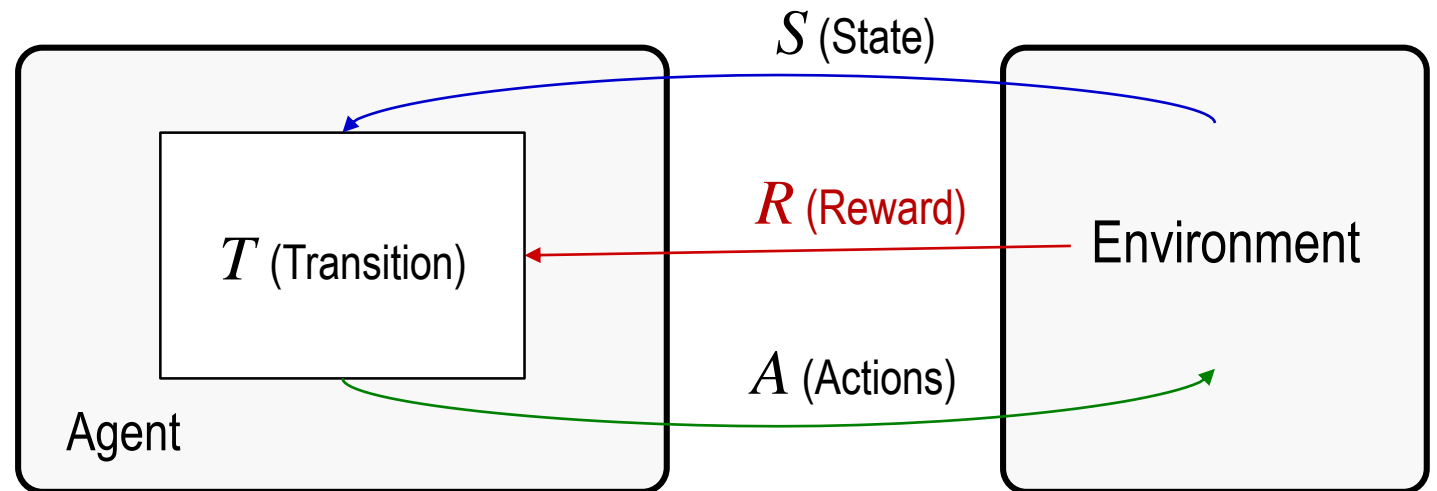 S (State)
R (Reward)
T (Transition)
Environment
A (Actions)
Agent